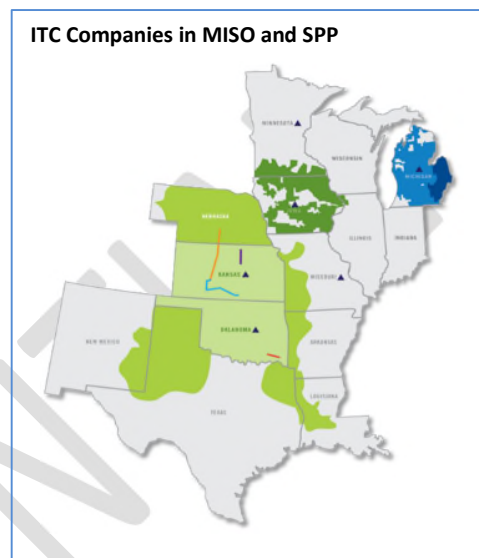 ITC Companies in MISO and SPP
MINNESOTA
WISCONSIN
MICHIGAN
NEBRASKA
ILLINOIS
INDIANA
KANSAS
MISSOURI
OKLAHOMA
NEW MEXICO
ARKANSAS
TEXAS
LOUISIANA